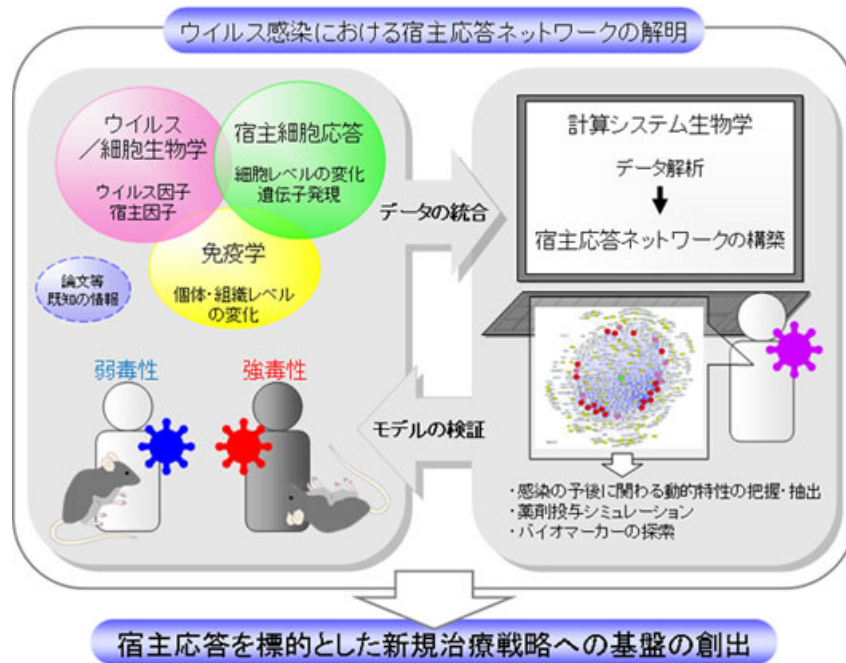 ウイルス感染における宿主応答ネットワークの解明
ウイルス
／細胞生物学
ウイルス因子
宿主因子
宿主細胞応答
細胞レベルの変化
遺伝子発現
免疫学
個体・組織レベル
の変化
論文等
既知の情報
弱毒性
強毒性
データの統合
モデルの検証
計算システム生物学
データ解析
宿主応答ネットワークの構築
・感染の予後に関わる動的特性の把握・抽出
・薬剤投与シミュレーション
・バイオマーカーの探索
宿主応答を標的とした新規治療戦略への基盤の創出